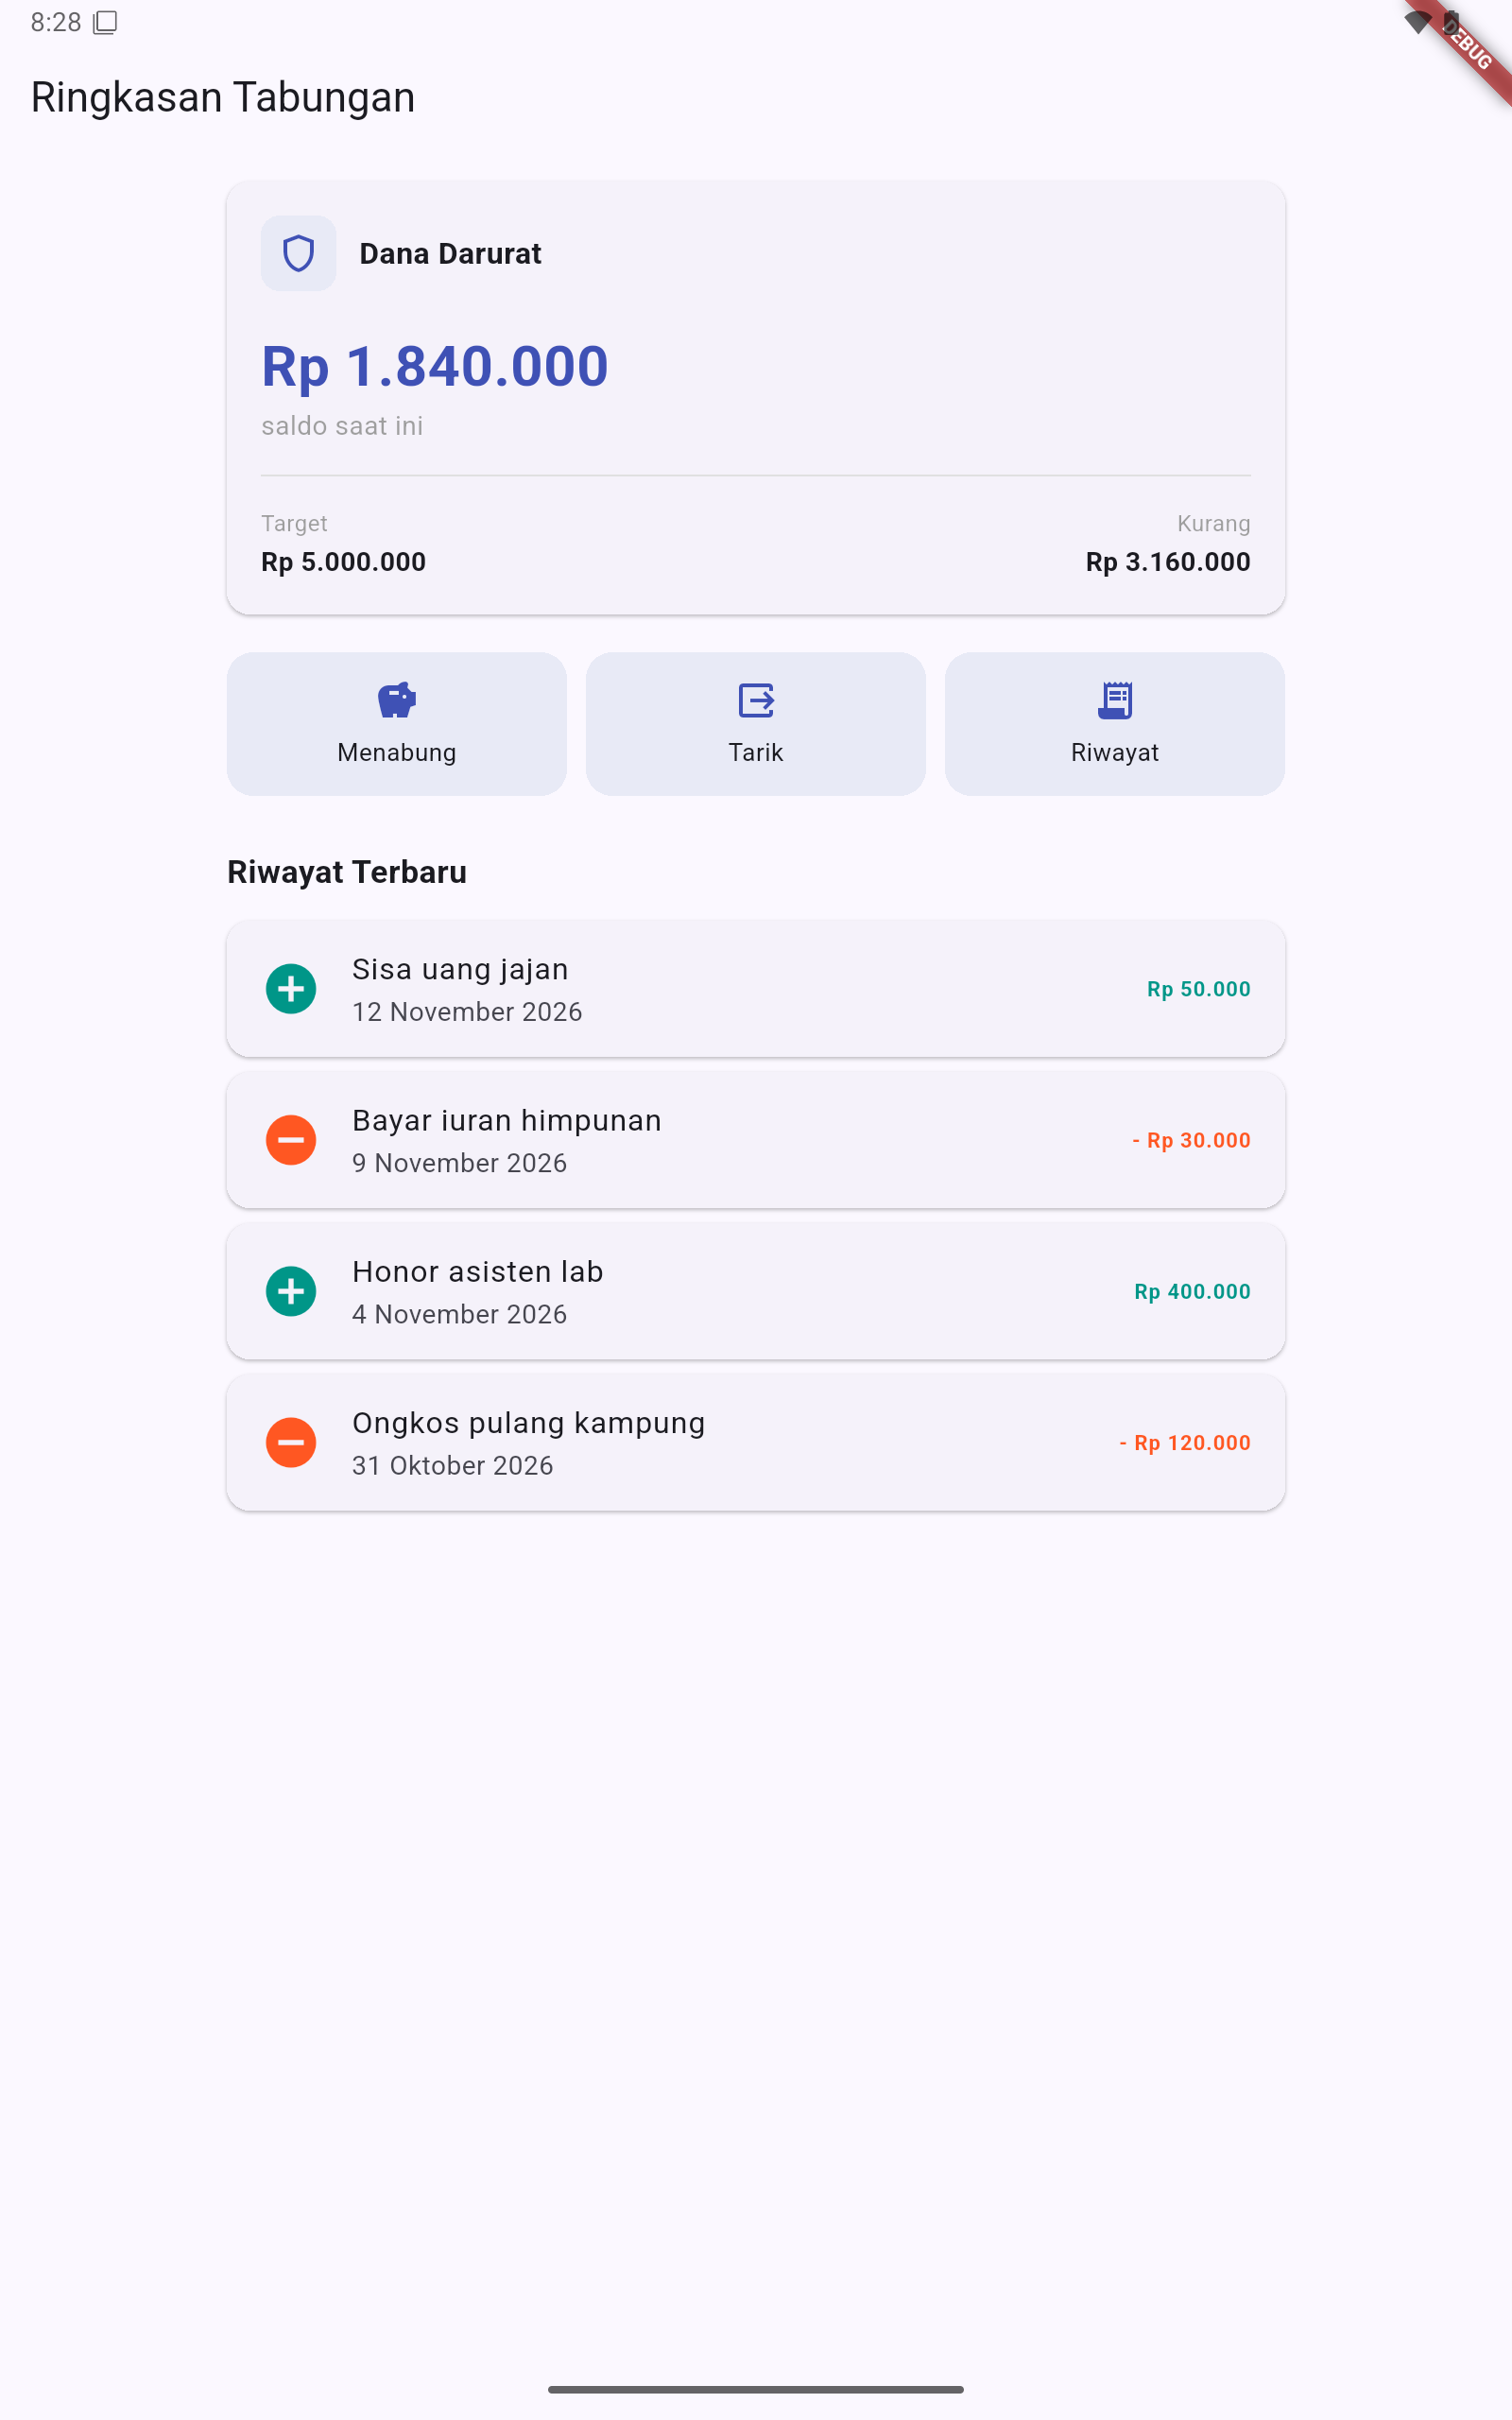 8:28
DEBUG
Ringkasan Tabungan
Dana Darurat
Rp 1.840.000
saldo saat ini
Target
Kurang
Rp 5.000.000
Rp 3.160.000
Menabung
Tarik
Riwayat
Riwayat Terbaru
Sisa uang jajan
12 November 2026
Rp 50.000
Bayar iuran himpunan
9 November 2026
- Rp 30.000
Honor asisten lab
4 November 2026
Rp 400.000
Ongkos pulang kampung
31 Oktober 2026
- Rp 120.000